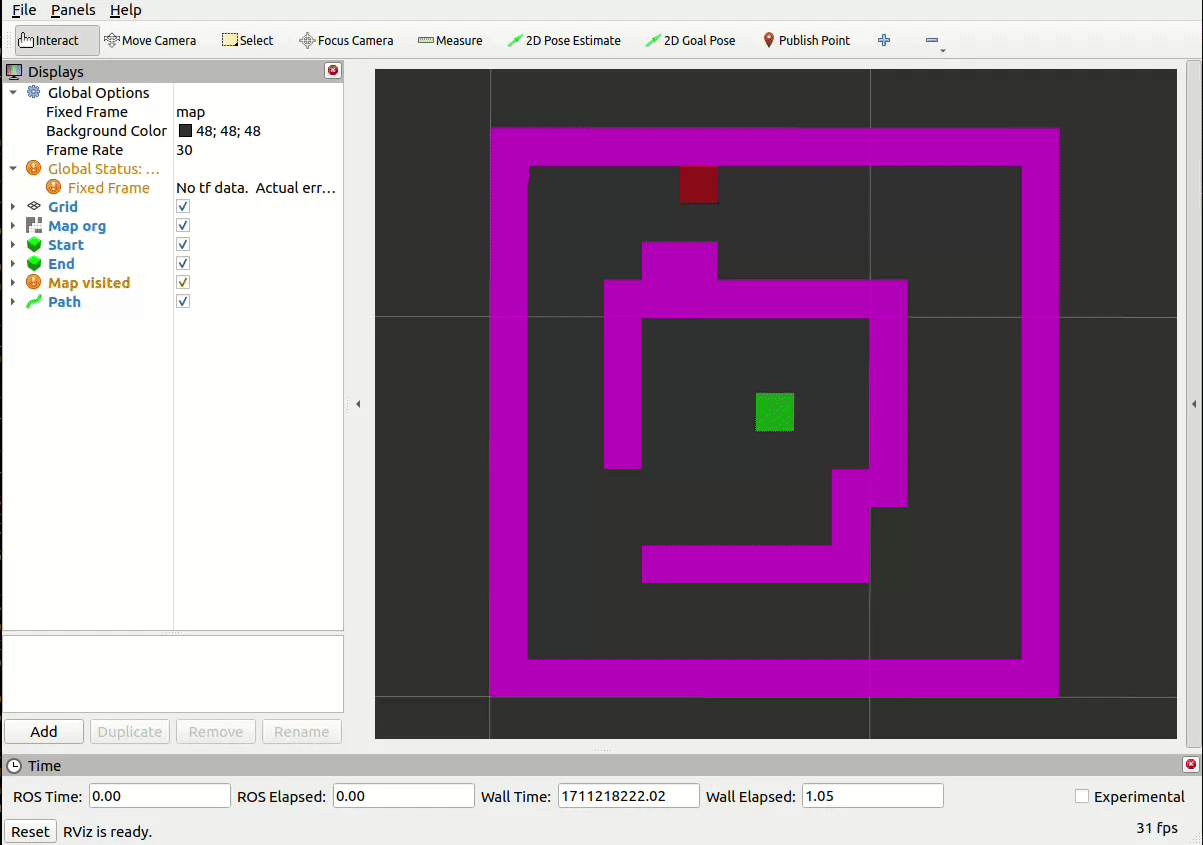 File Panels Help
Interact Move Camera Select Focus Camera Measure 2D Pose Estimate 2D Goal Pose Publish Point
Displays
Global Options
Fixed Frame map
Background Color 48; 48; 48
Frame Rate 30
Global Status: ...
Fixed Frame No tf data. Actual err...
Grid
Map org
Start
End
Map visited
Path
Add Duplicate Remove Rename
Time
ROS Time: 0.00 ROS Elapsed: 0.00 Wall Time: 1711218222.02 Wall Elapsed: 1.05 Experimental
Reset RViz is ready. 31 fps